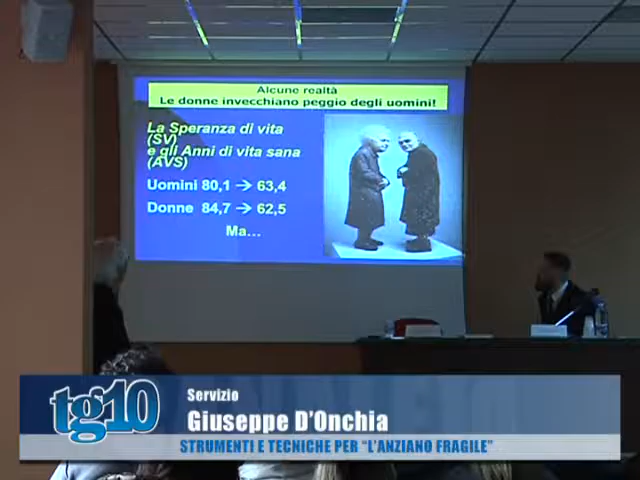 Alcune realtà
Le donne invecchiano peggio degli uomini!
La Speranza di vita
(SV)
e gli Anni di vita sana
(AVS)
Uomini 80,1 → 63,4
Donne 84,7 → 62,5
Ma...
tg10
Servizio
Giuseppe D'Onchia
STRUMENTI E TECNICHE PER "L'ANZIANO FRAGILE"